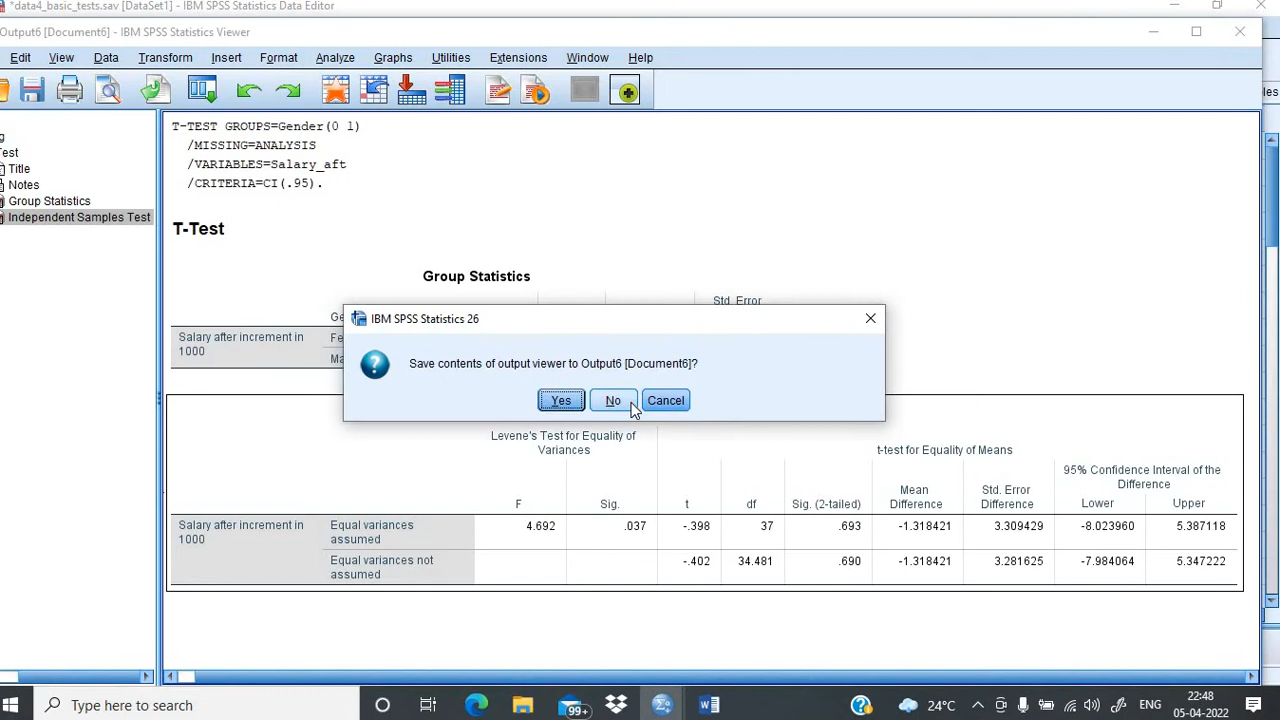 *data4_basic_tests.sav [DataSet1] - IBM SPSS Statistics Data Editor
Output6 [Document6] - IBM SPSS Statistics Viewer
Edit View Data Transform Insert Format Analyze Graphs Utilities Extensions Window Help
T-TEST GROUPS=Gender(0 1)
/MISSING=ANALYSIS
/VARIABLES=Salary_aft
/CRITERIA=CI(.95).
Title
Notes
Group Statistics
Independent Samples Test
T-Test
Group Statistics
Std. Error
Salary after increment in
1000
IBM SPSS Statistics 26
Save contents of output viewer to Output6 [Document6]?
Yes No Cancel
Levene's Test for Equality of
Variances
t-test for Equality of Means
95% Confidence Interval of the
Difference
F Sig. t df Sig. (2-tailed) Mean
Difference Std. Error
Difference Lower Upper
Salary after increment in
1000
Equal variances
assumed
4.692 .037 -.398 37 .693 -1.318421 3.309429 -8.023960 5.387118
Equal variances not
assumed
-.402 34.481 .690 -1.318421 3.281625 -7.984064 5.347222
Type here to search
99+
24°C
ENG
22:48
05-04-2022